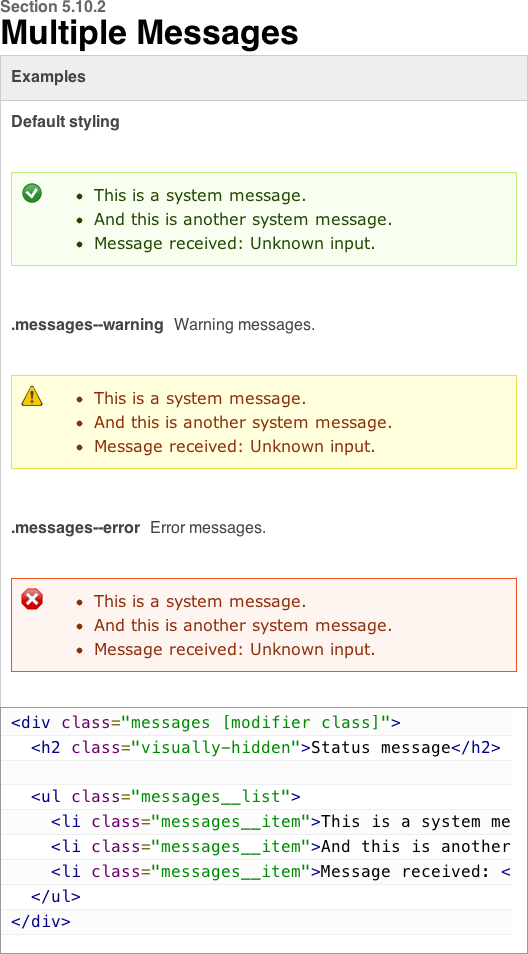 Section 5.10.2
Multiple Messages
Examples
Default styling
• This is a system message.
• And this is another system message.
• Message received: Unknown input.
.messages--warning Warning messages.
• This is a system message.
• And this is another system message.
• Message received: Unknown input.
.messages--error Error messages.
• This is a system message.
• And this is another system message.
• Message received: Unknown input.
<div class="messages [modifier class]">
  <h2 class="visually-hidden">Status message</h2>
  <ul class="messages__list">
    <li class="messages__item">This is a system me
    <li class="messages__item">And this is another
    <li class="messages__item">Message received: <
  </ul>
</div>